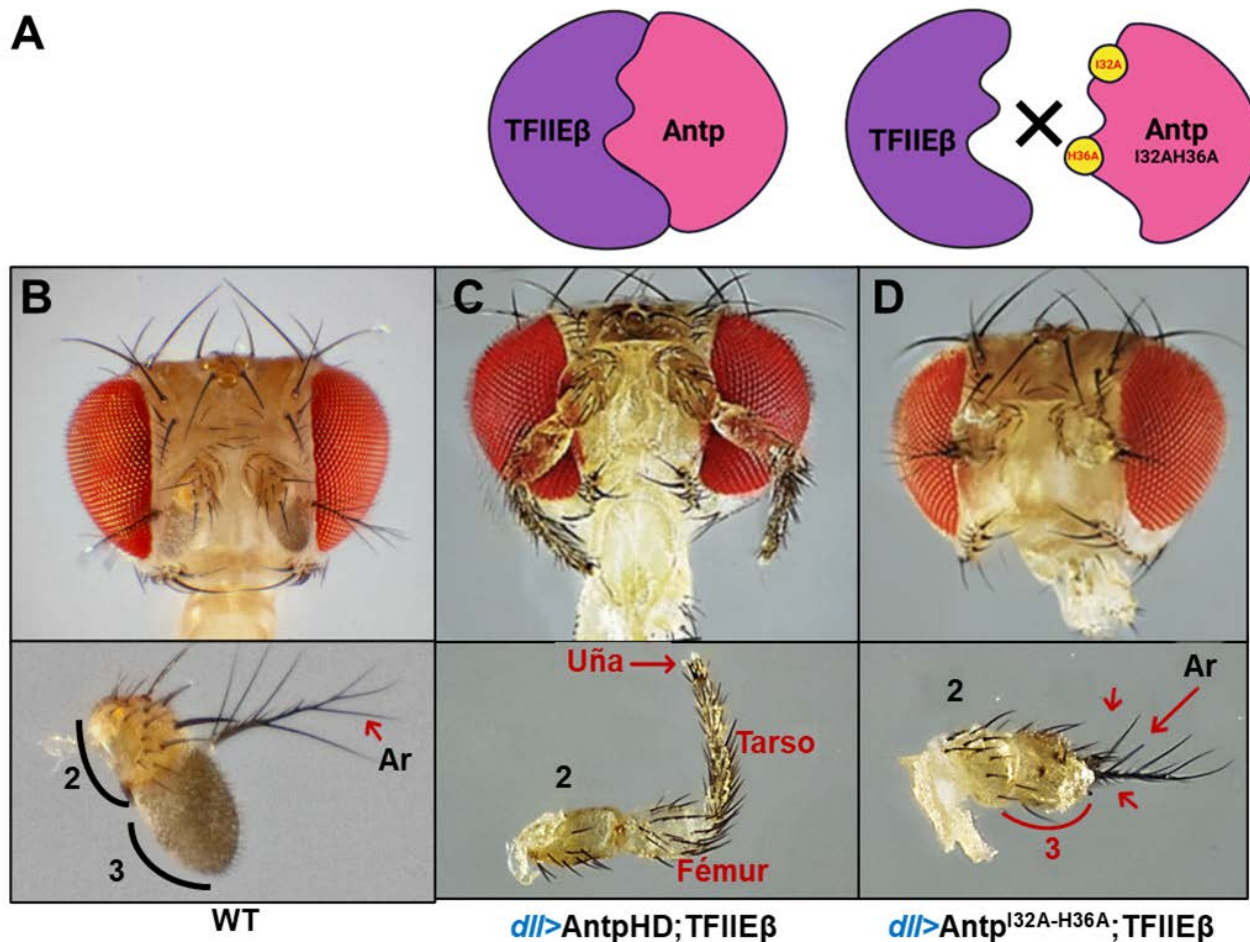 A
TFIIEβ
Antp
TFIIEβ
I32A
H36A
Antp
I32AH36A
B
C
D
2
3
Ar
Uña
Tarso
2
Fémur
2
Ar
3
WT
dll>AntpHD;TFIIEβ
dll>Antp^I32A-H36A;TFIIEβ